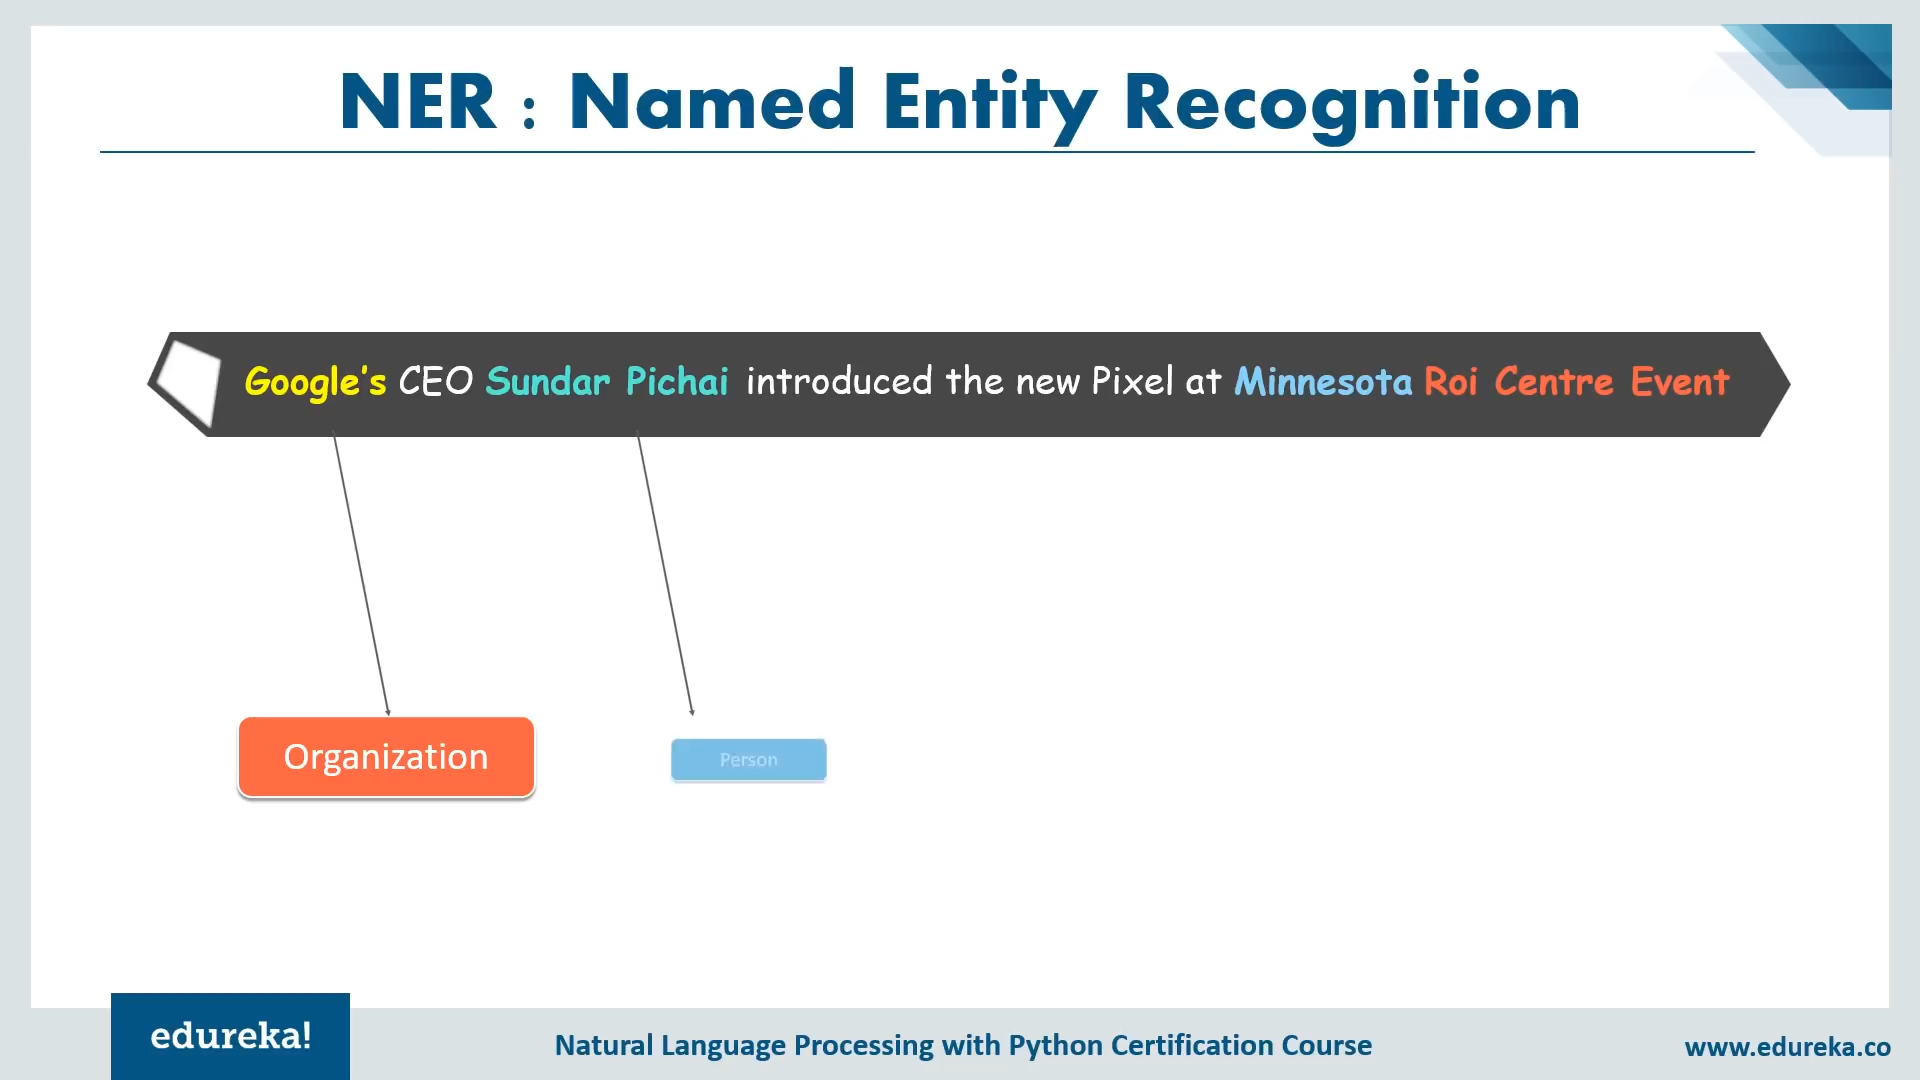 NER : Named Entity Recognition
Google's CEO Sundar Pichai introduced the new Pixel at Minnesota Roi Centre Event
Organization
Person
edureka!
Natural Language Processing with Python Certification Course
www.edureka.co